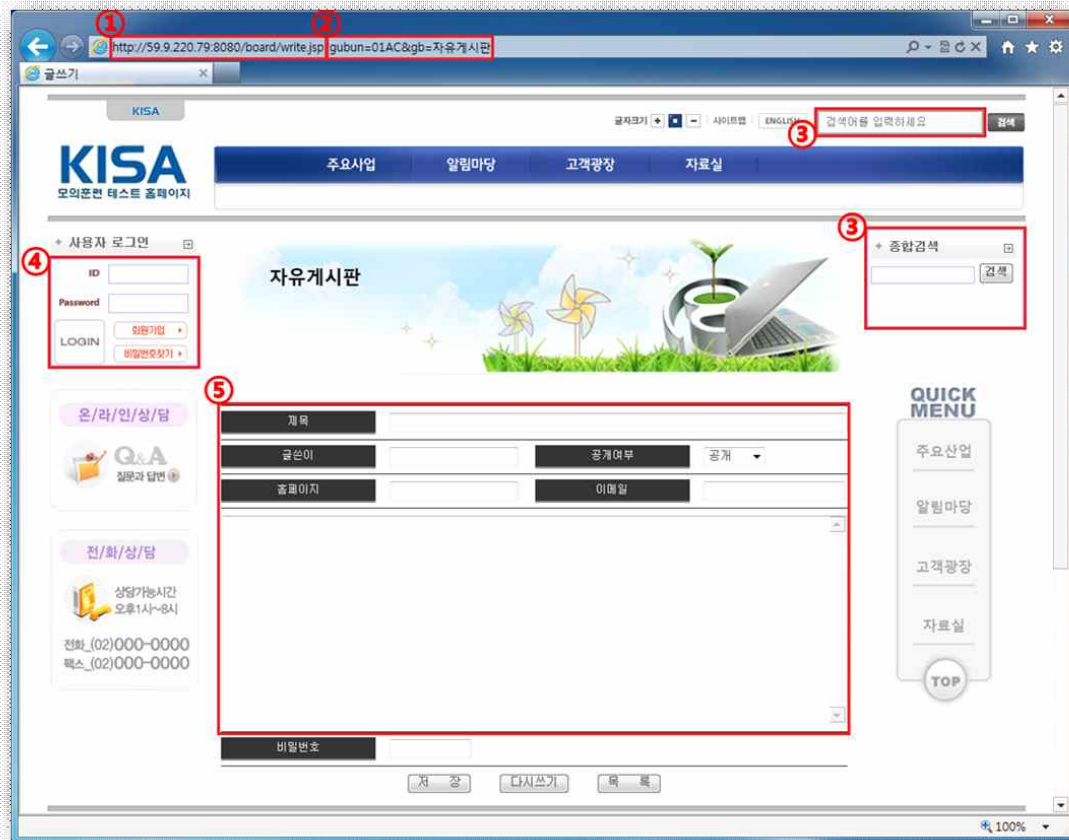 ① ②
http://59.9.220.79:8080/board/write.jsp?gubun=01AC&gb=자유게시판
글쓰기
KISA
글자크기 사이트맵 ENGLISH ③ 검색어를 입력하세요 검색
KISA
모의훈련 테스트 홈페이지
주요사업 알림마당 고객광장 자료실
사용자 로그인
④
ID
Password
LOGIN
회원가입
비밀번호찾기
자유게시판
③
종합검색
검색
온/라/인/상/담
Q&A
질문과 답변
전/화/상/담
상담가능시간
오후1시~8시
전화_(02)000-0000
팩스_(02)000-0000
⑤
제목
글쓴이 공개여부 공개
홈페이지 이메일
비밀번호
저 장 다시쓰기 목 록
QUICK
MENU
주요산업
알림마당
고객광장
자료실
TOP
100%